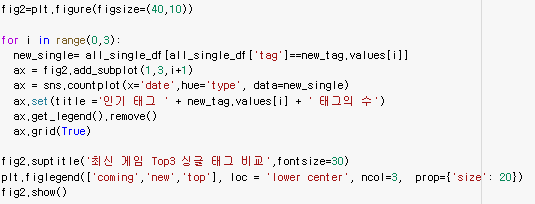 fig2=plt.figure(figsize=(40,10))
for i in range(0,3):
new_single= all_single_df[all_single_df['tag']==new_tag.values[i]]
ax = fig2.add_subplot(1,3,i+1)
ax = sns.countplot(x='date',hue='type', data=new_single)
ax.set(title ='인기 태그 ' + new_tag.values[i] + ' 태그의 수')
ax.get_legend().remove()
ax.grid(True)
fig2.suptitle('최신 게임 Top3 싱글 태그 비교',fontsize=30)
plt.figlegend(['coming','new','top'], loc = 'lower center', ncol=3,  prop={'size': 20})
fig2.show()